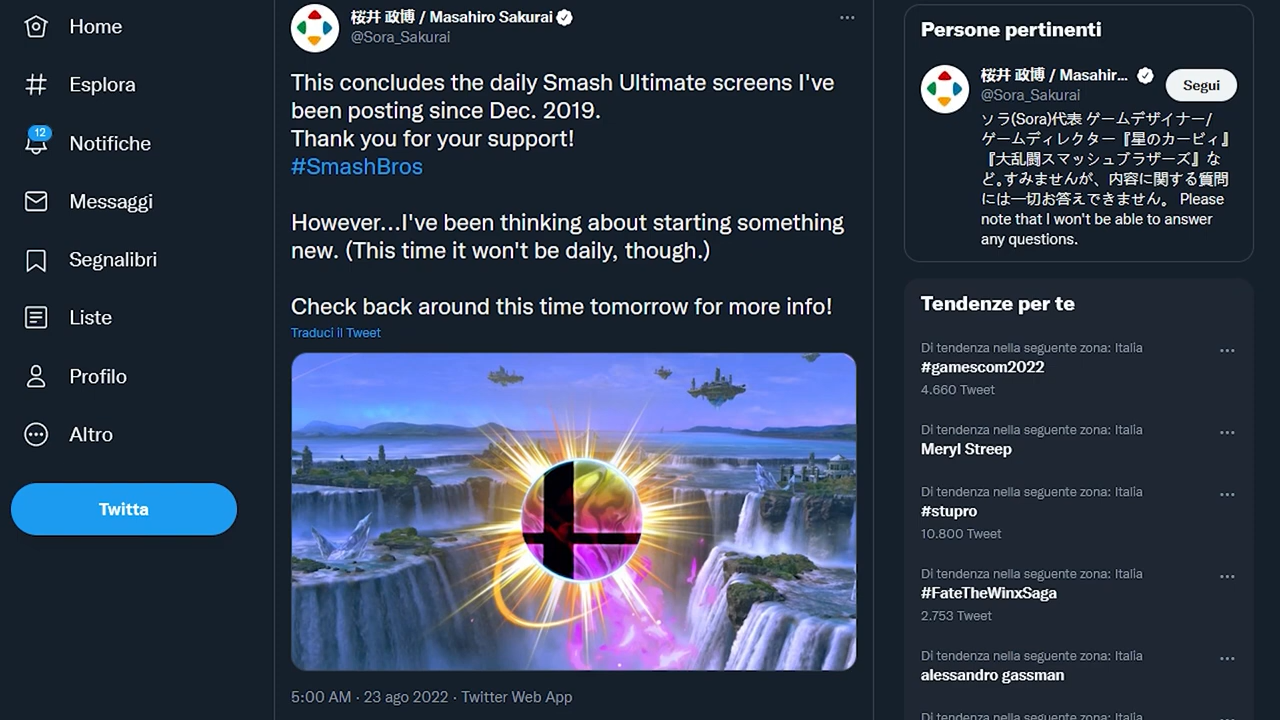 Home
Esplora
12
Notifiche
Messaggi
Segnalibri
Liste
Profilo
Altro
Twitta
桜井 政博 / Masahiro Sakurai
@Sora_Sakurai
This concludes the daily Smash Ultimate screens I've
been posting since Dec. 2019.
Thank you for your support!
#SmashBros
However...I've been thinking about starting something
new. (This time it won't be daily, though.)
Check back around this time tomorrow for more info!
Traduci il Tweet
5:00 AM · 23 ago 2022 · Twitter Web App
Persone pertinenti
桜井 政博 / Masahir...
@Sora_Sakurai
Segui
ソラ(Sora)代表 ゲームデザイナー/
ゲームディレクター『星のカービィ』
『大乱闘スマッシュブラザーズ』な
ど｡すみませんが、内容に関する質問
には一切お答えできません。 Please
note that I won't be able to answer
any questions.
Tendenze per te
Di tendenza nella seguente zona: Italia
#gamescom2022
4.660 Tweet
Di tendenza nella seguente zona: Italia
Meryl Streep
Di tendenza nella seguente zona: Italia
#stupro
10.800 Tweet
Di tendenza nella seguente zona: Italia
#FateTheWinxSaga
2.753 Tweet
Di tendenza nella seguente zona: Italia
alessandro gassman